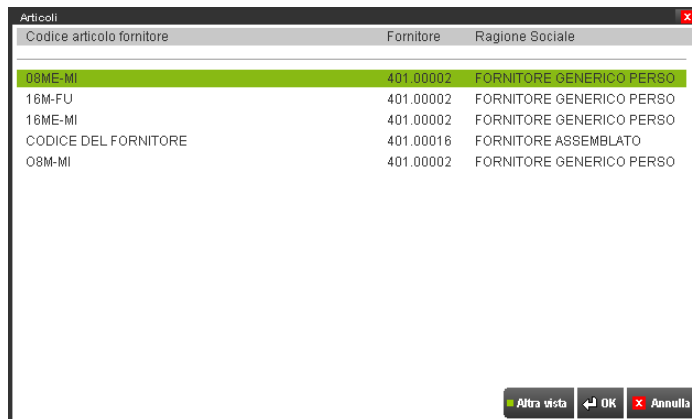 Articoli
Codice articolo fornitore Fornitore Ragione Sociale
08ME-MI 401.00002 FORNITORE GENERICO PERSO
16M-FU 401.00002 FORNITORE GENERICO PERSO
16ME-MI 401.00002 FORNITORE GENERICO PERSO
CODICE DEL FORNITORE 401.00016 FORNITORE ASSEMBLATO
O8M-MI 401.00002 FORNITORE GENERICO PERSO
Altra vista OK X Annulla